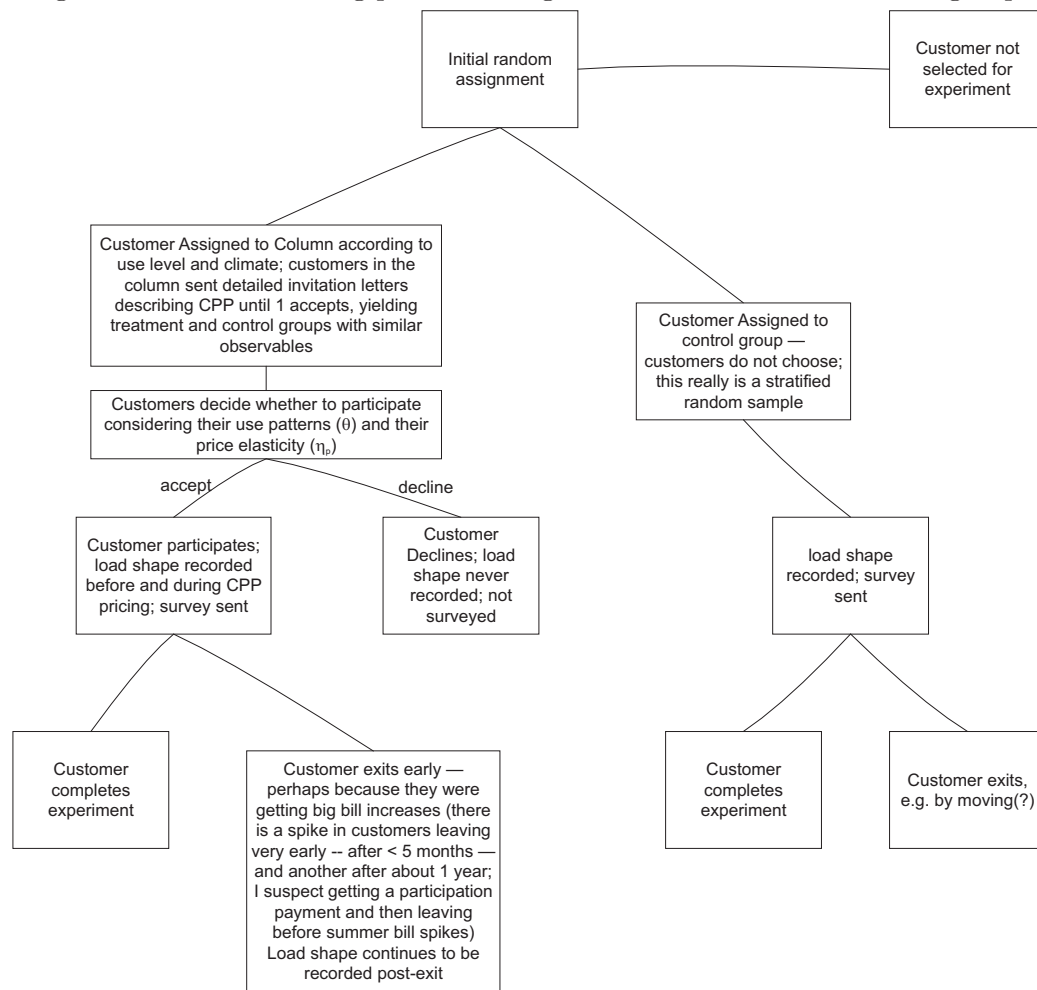 Initial random
assignment
Customer not
selected for
experiment
Customer Assigned to Column according to
use level and climate; customers in the
column sent detailed invitation letters
describing CPP until 1 accepts, yielding
treatment and control groups with similar
observables
Customer Assigned to
control group —
customers do not choose;
this really is a stratified
random sample
Customers decide whether to participate
considering their use patterns (θ) and their
price elasticity (ηₚ)
accept
decline
Customer participates;
load shape recorded
before and during CPP
pricing; survey sent
Customer
Declines; load
shape never
recorded; not
surveyed
load shape
recorded; survey
sent
Customer
completes
experiment
Customer exits early —
perhaps because they were
getting big bill increases (there
is a spike in customers leaving
very early -- after < 5 months —
and another after about 1 year;
I suspect getting a participation
payment and then leaving
before summer bill spikes)
Load shape continues to be
recorded post-exit
Customer
completes
experiment
Customer exits,
e.g. by moving(?)